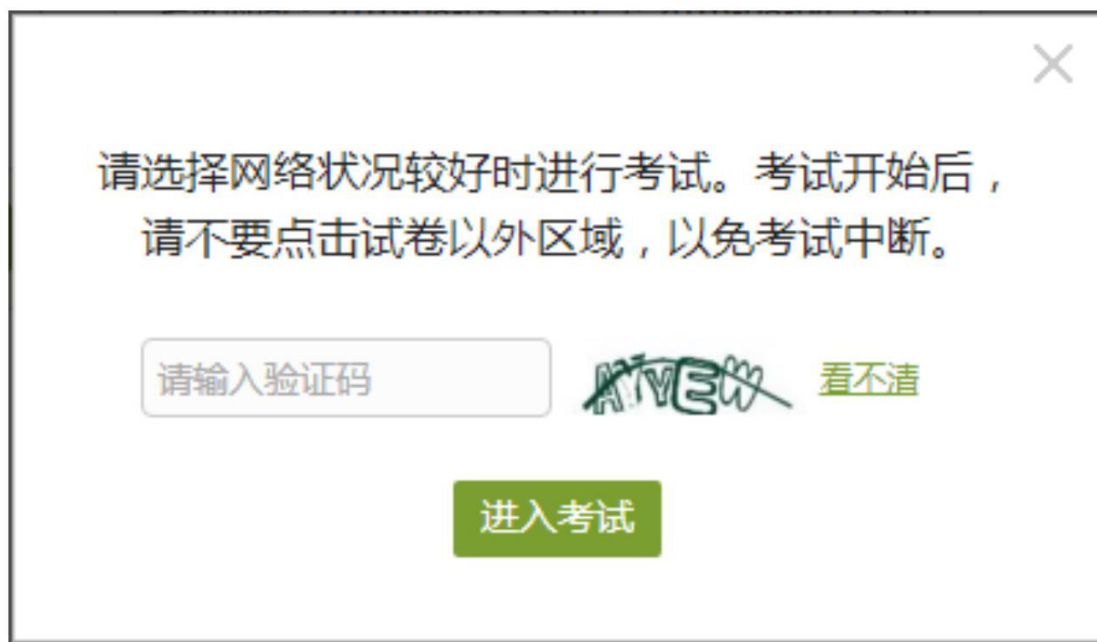 请选择网络状况较好时进行考试。考试开始后，
请不要点击试卷以外区域，以免考试中断。
请输入验证码
看不清
进入考试